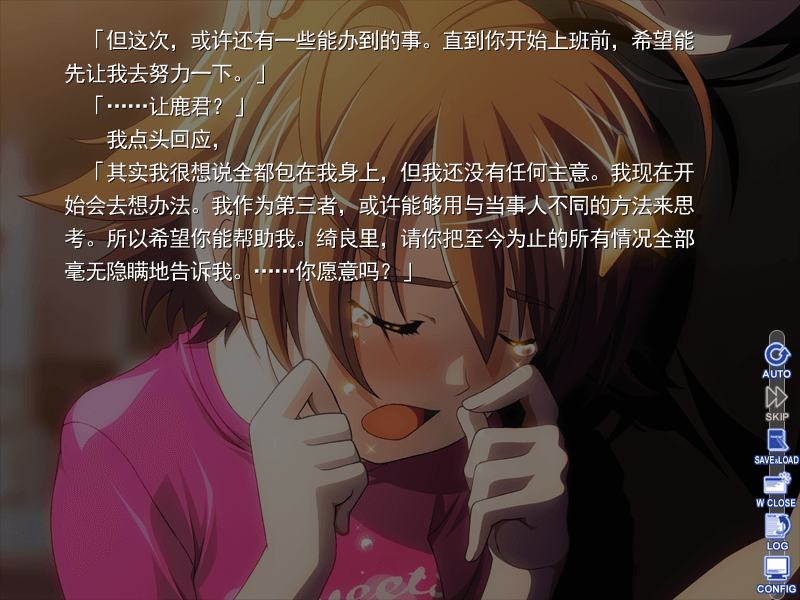 「但这次，或许还有一些能办到的事。直到你开始上班前，希望能
先让我去努力一下。」
「……让鹿君？」
我点头回应，
「其实我很想说全都包在我身上，但我还没有任何主意。我现在开
始会去想办法。我作为第三者，或许能够用与当事人不同的方法来思
考。所以希望你能帮助我。绮良里，请你把至今为止的所有情况全部
毫无隐瞒地告诉我。……你愿意吗？」
AUTO
SKIP
SAVE&LOAD
W CLOSE
LOG
CONFIG